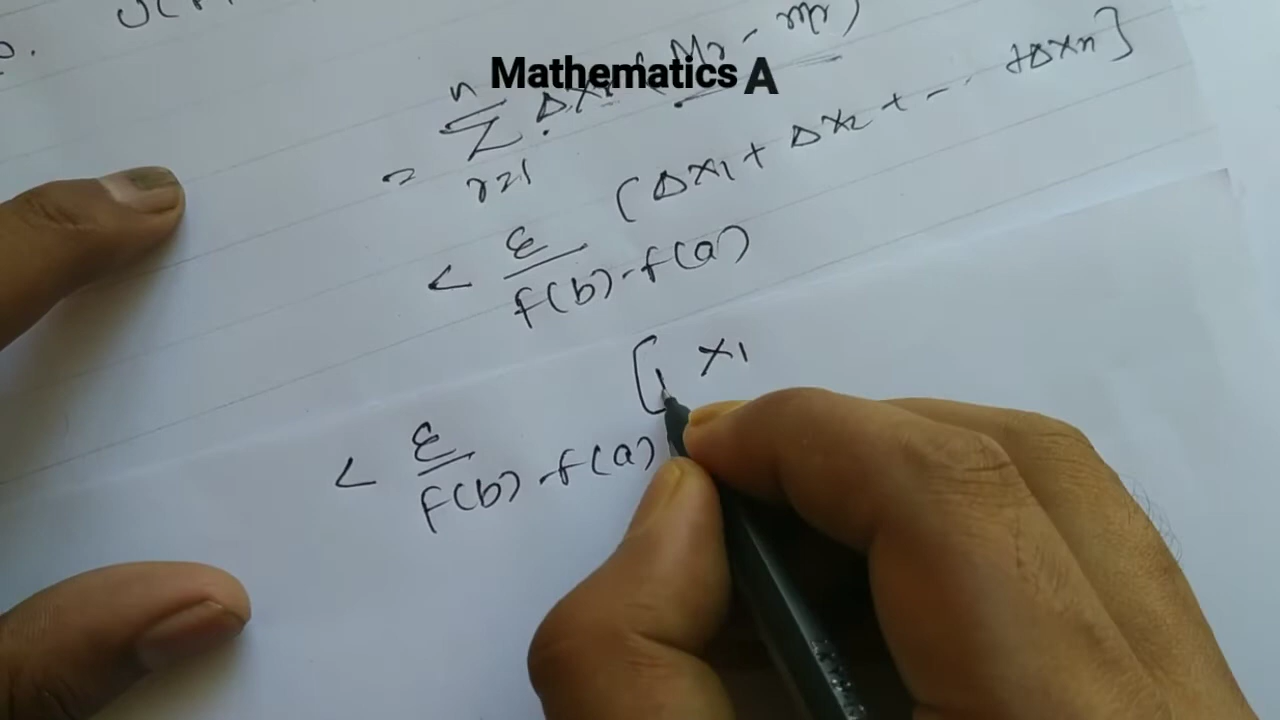 Mathematics A
= n∑r=1 Δxr (Mr - mr)
< ε/f(b)-f(a) (Δx1 + Δx2 + -- + Δxn]
< ε/f(b)-f(a) [ x1